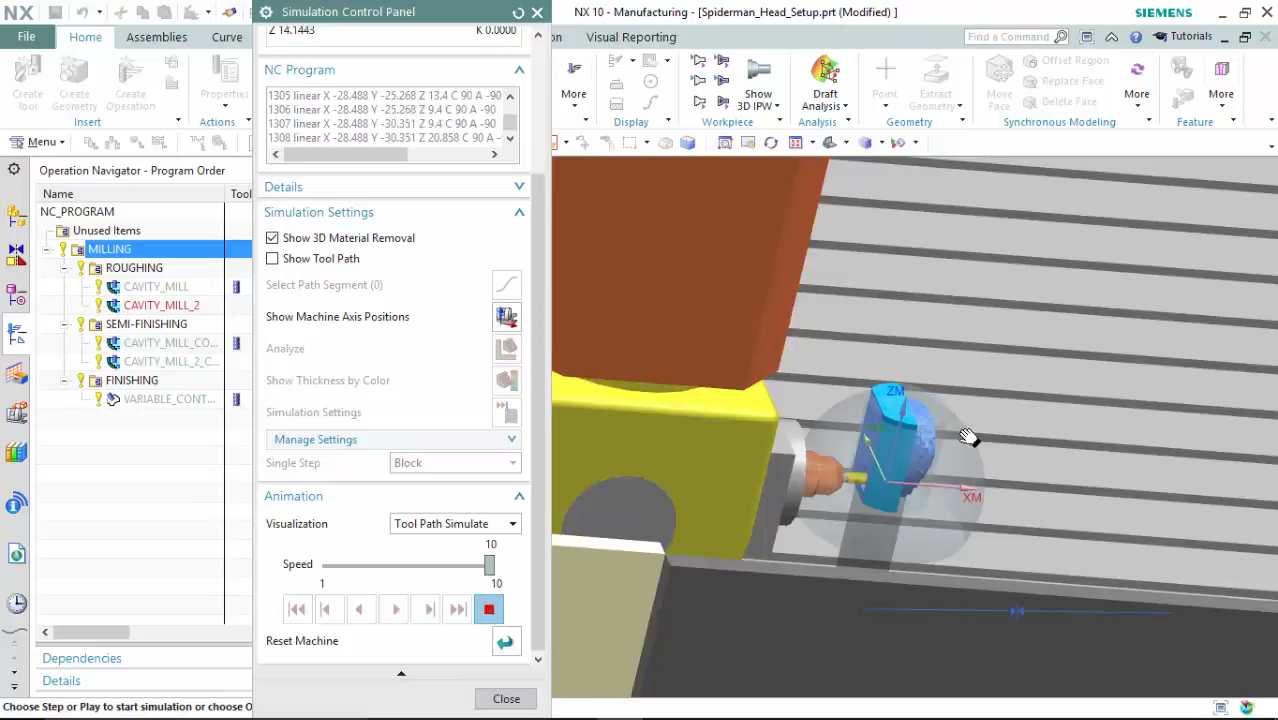 NX
Simulation Control Panel
NX 10 - Manufacturing - [Spiderman_Head_Setup.prt (Modified) ]
SIEMENS
File
Home
Assemblies
Curve
Visual Reporting
Find a Command
Tutorials
Z 14.1443
K 0.0000
NC Program
1305 linear X -28.488 Y -25.268 Z 13.4 C 90 A -90
1306 linear X -28.488 Y -25.268 Z 9.4 C 90 A -90
1307 linear X -28.488 Y -30.351 Z 9.4 C 90 A -90
1308 linear X -28.488 Y -30.351 Z 20.858 C 90 A -
Create
Tool
Create
Geometry
Create
Operation
Properties
Insert
Actions
More
Display
Show
3D IPW
Workpiece
Draft
Analysis
Analysis
Point
Extract
Geometry
Geometry
Move
Face
Offset Region
Replace Face
Delete Face
Synchronous Modeling
More
More
Feature
Menu
Operation Navigator - Program Order
Name
Tool
NC_PROGRAM
Unused Items
MILLING
ROUGHING
CAVITY_MILL
CAVITY_MILL_2
SEMI-FINISHING
CAVITY_MILL_CO...
CAVITY_MILL_2_C...
FINISHING
VARIABLE_CONT...
Dependencies
Details
Choose Step or Play to start simulation or choose O
Details
Simulation Settings
Show 3D Material Removal
Show Tool Path
Select Path Segment (0)
Show Machine Axis Positions
Analyze
Show Thickness by Color
Simulation Settings
Manage Settings
Single Step
Block
Animation
Visualization
Tool Path Simulate
10
Speed
1
10
Reset Machine
Close
ZM
XM